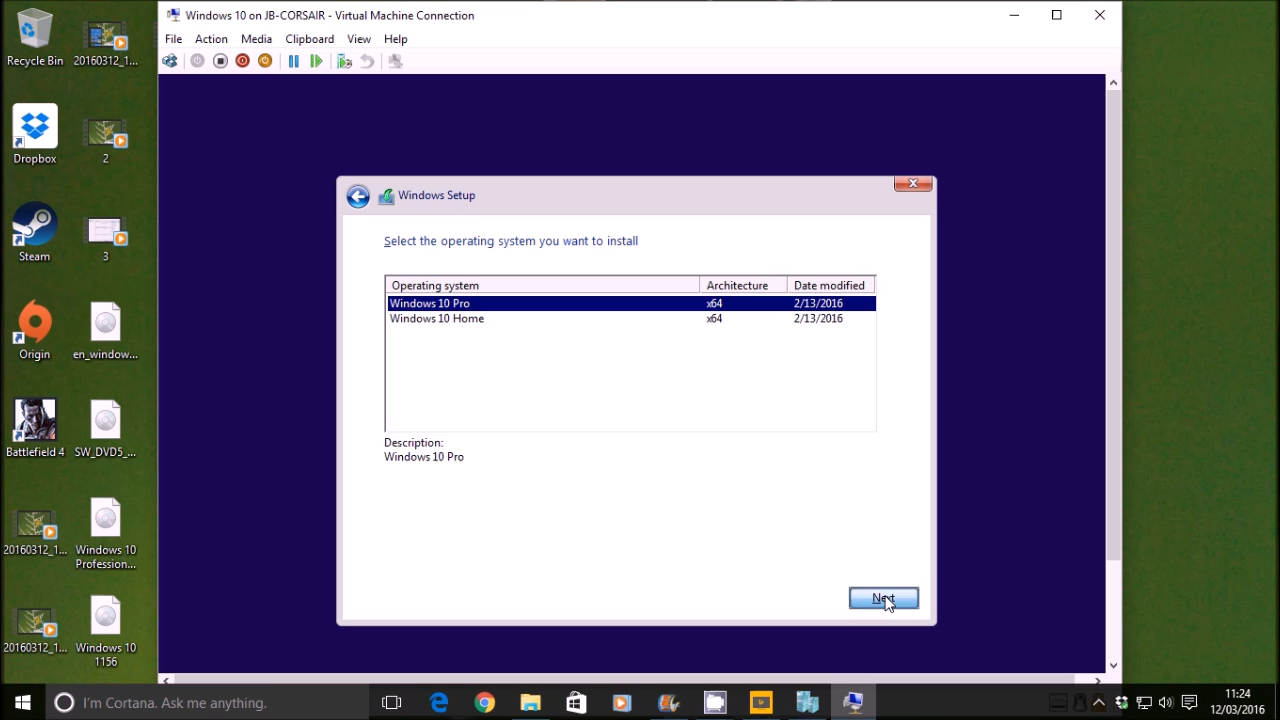 Windows 10 on JB-CORSAIR - Virtual Machine Connection
File Action Media Clipboard View Help
Recycle Bin
20160312_1...
Dropbox
2
Steam
3
Origin
en_window...
Battlefield 4
SW_DVD5_...
20160312_1...
Windows 10
Profession...
20160312_1...
Windows 10
1156
Windows Setup
Select the operating system you want to install
Operating system Architecture Date modified
Windows 10 Pro x64 2/13/2016
Windows 10 Home x64 2/13/2016
Description:
Windows 10 Pro
Next
I'm Cortana. Ask me anything.
11:24
12/03/2016